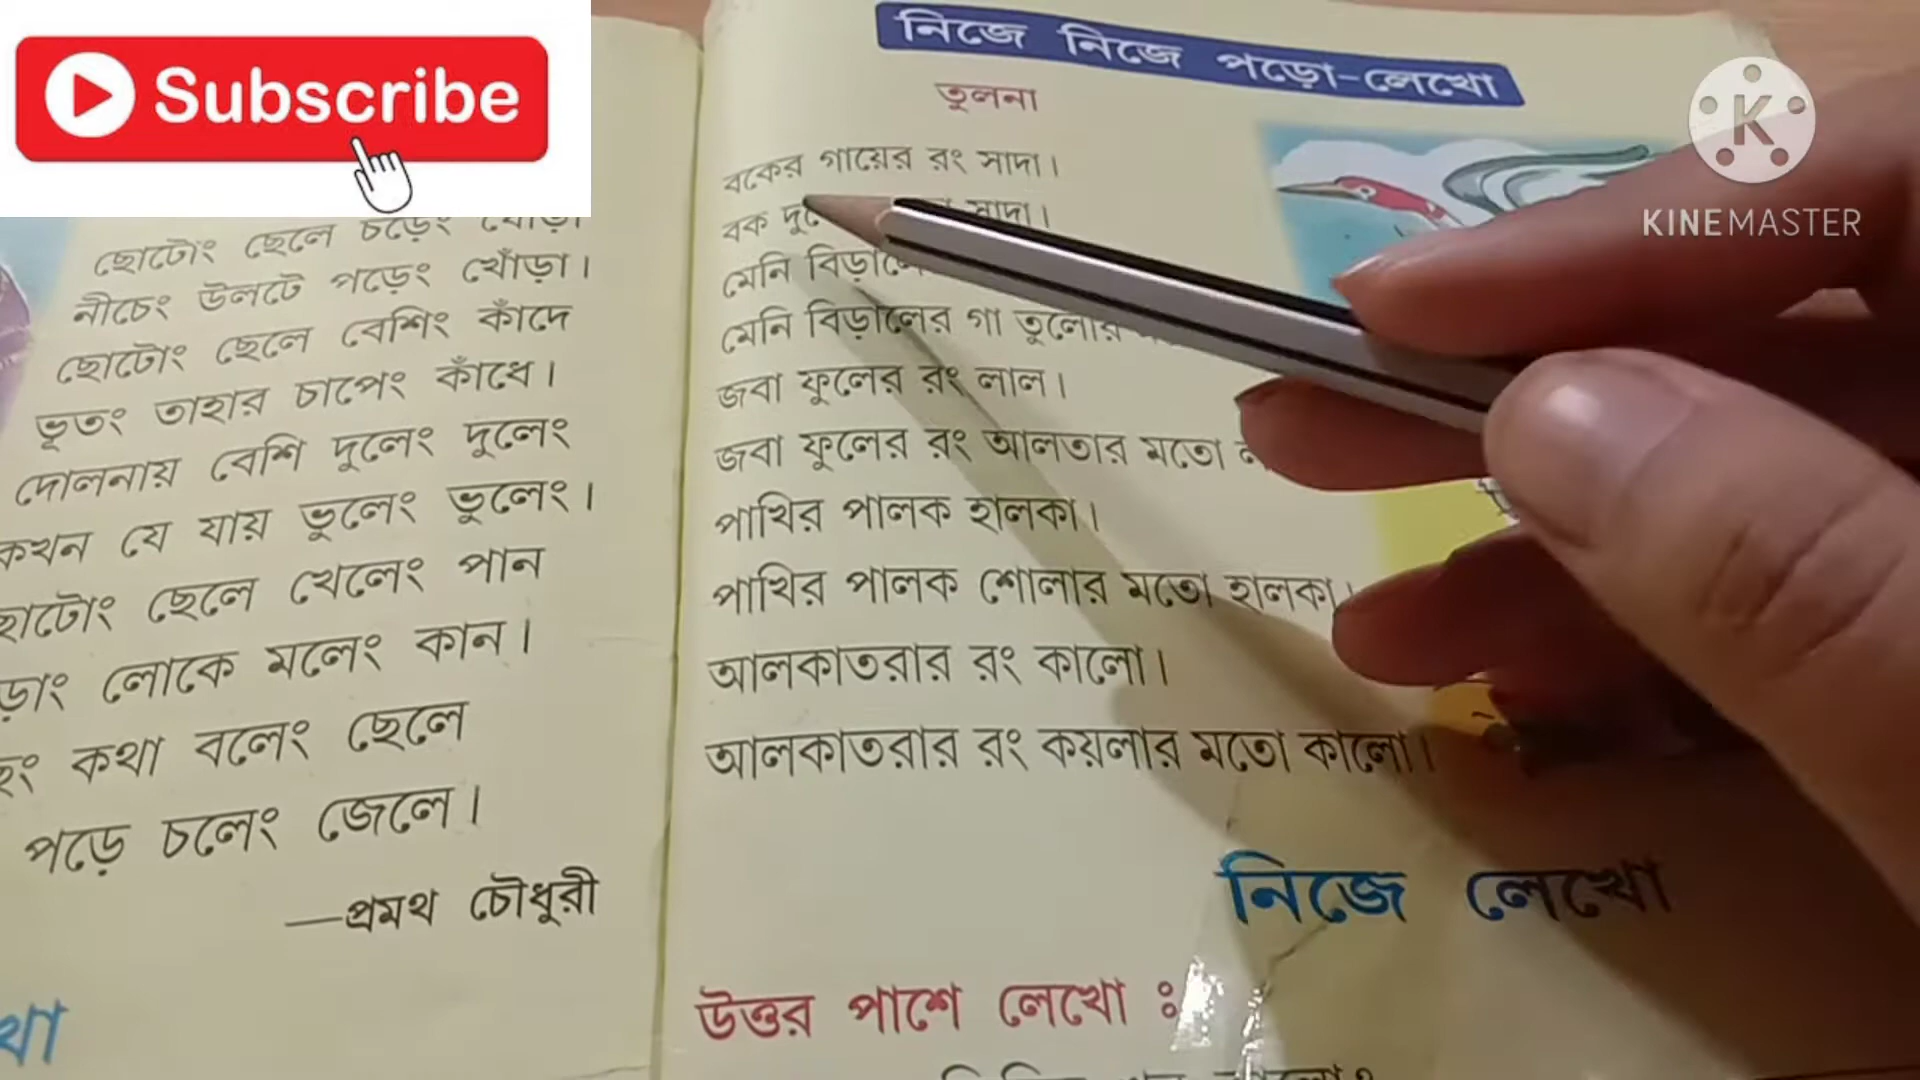 Subscribe
ছোটোং ছেলে চড়েং ঘোড়া
নীচেং উলটে পড়েং খোঁড়া।
ছোটোং ছেলে বেশিং কাঁদে
ভূতং তাহার চাপেং কাঁধে।
দোলনায় বেশি দুলেং দুলেং
কখন যে যায় ভুলেং ভুলেং।
ছোটোং ছেলে খেলেং পান
লোকে মলেং কান।
কথা বলেং ছেলে
পড়ে চলেং জেলে।
—প্রমথ চৌধুরী
নিজে নিজে পড়ো-লেখো
তুলনা
বকের গায়ের রং সাদা।
বক সাদা।
মেনি
মেনি বিড়ালের গা তুলোর
জবা ফুলের রং লাল।
জবা ফুলের রং আলতার মতো
পাখির পালক হালকা।
পাখির পালক শোলার মতো হালকা।
আলকাতরার রং কালো।
আলকাতরার রং কয়লার মতো কালো।
নিজে লেখো
উত্তর পাশে লেখো ঃ
KINEMASTER